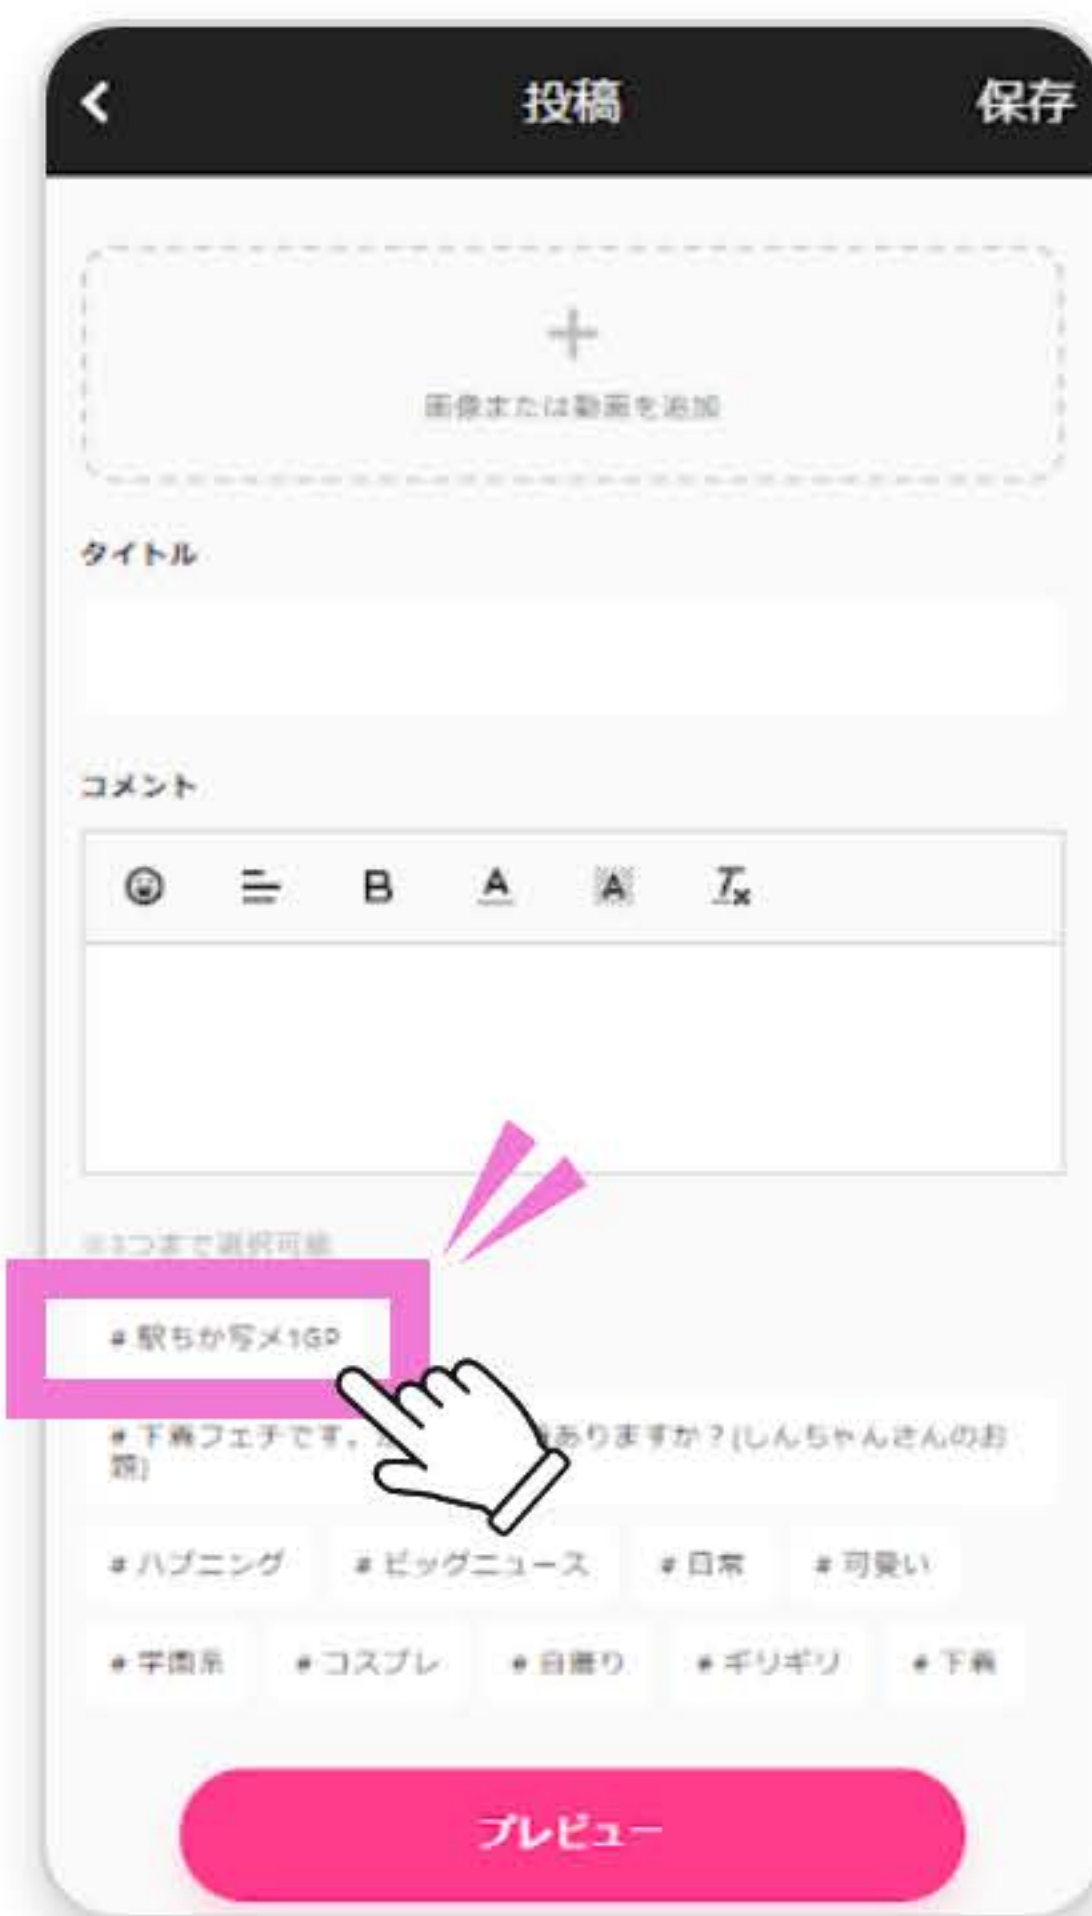 投稿
保存
画像または動画を追加
タイトル
コメント
※3つまで選択可能
# 駅ちか写メ1GP
# 下着フェチです。 ありますか？(しんちゃんさんのお
題)
# ハプニング # ビッグニュース # 日常 # 可愛い
# 学園系 # コスプレ # 自撮り # ギリギリ # 下着
プレビュー